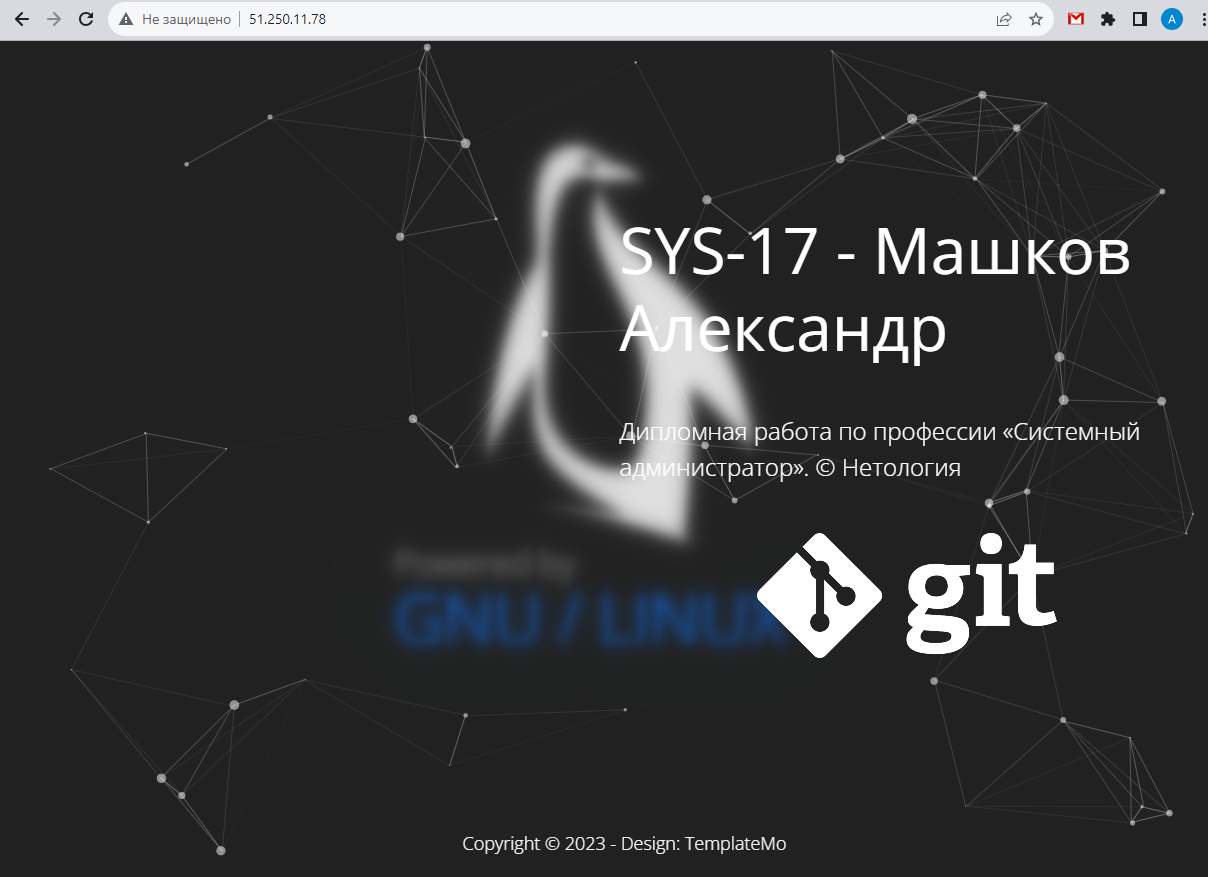 Не защищено
51.250.11.78
A
SYS-17 - Машков
Александр
Дипломная работа по профессии «Системный
администратор». © Нетология
Powered by
GNU / LINUX
git
Copyright © 2023 - Design: TemplateMo